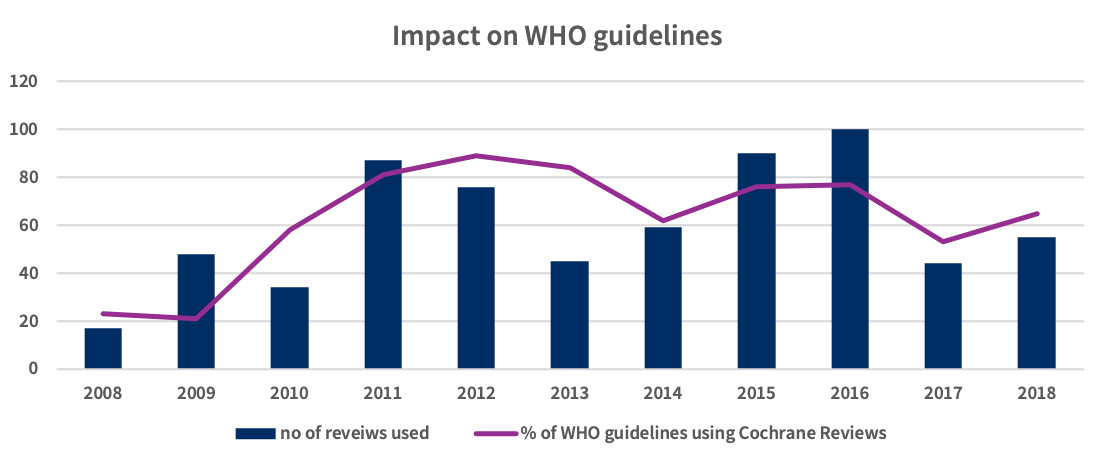 Impact on WHO guidelines
120
100
80
60
40
20
0
2008 2009 2010 2011 2012 2013 2014 2015 2016 2017 2018
no of reveiws used % of WHO guidelines using Cochrane Reviews